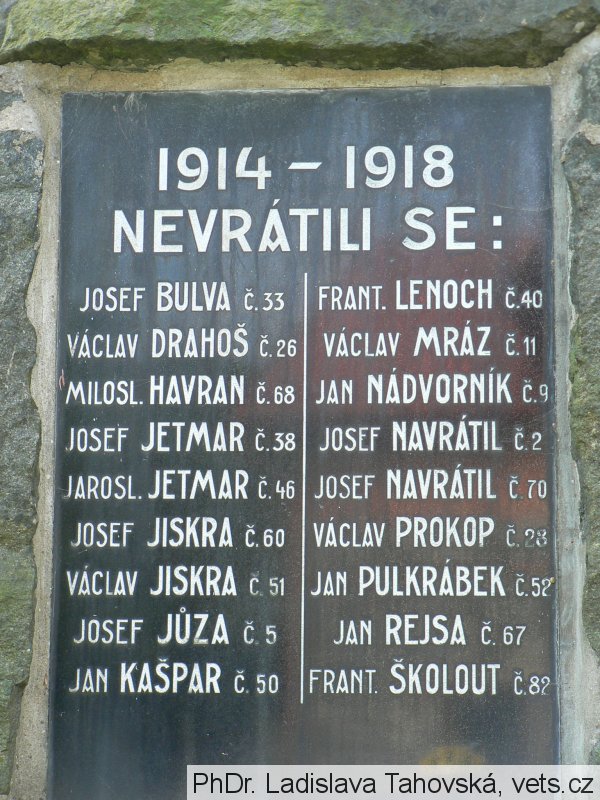 1914 – 1918
NEVRÁTILI SE:
JOSEF BULVA Č. 33
VÁCLAV DRAHOŠ Č. 26
MILOSL. HAVRAN Č. 68
JOSEF JETMAR Č. 38
JAROSL. JETMAR Č. 46
JOSEF JISKRA Č. 60
VÁCLAV JISKRA Č. 51
JOSEF JŮZA Č. 5
JAN KAŠPAR Č. 50
FRANT. LENOCH Č. 40
VÁCLAV MRÁZ Č. 11
JAN NÁDVORNÍK Č. 9
JOSEF NAVRÁTIL Č. 2
JOSEF NAVRÁTIL Č. 70
VÁCLAV PROKOP Č. 28
JAN PULKRÁBEK Č. 52
JAN REJSA Č. 67
FRANT. ŠKOLOUT Č. 82
PhDr. Ladislava Tahovská, vets.cz